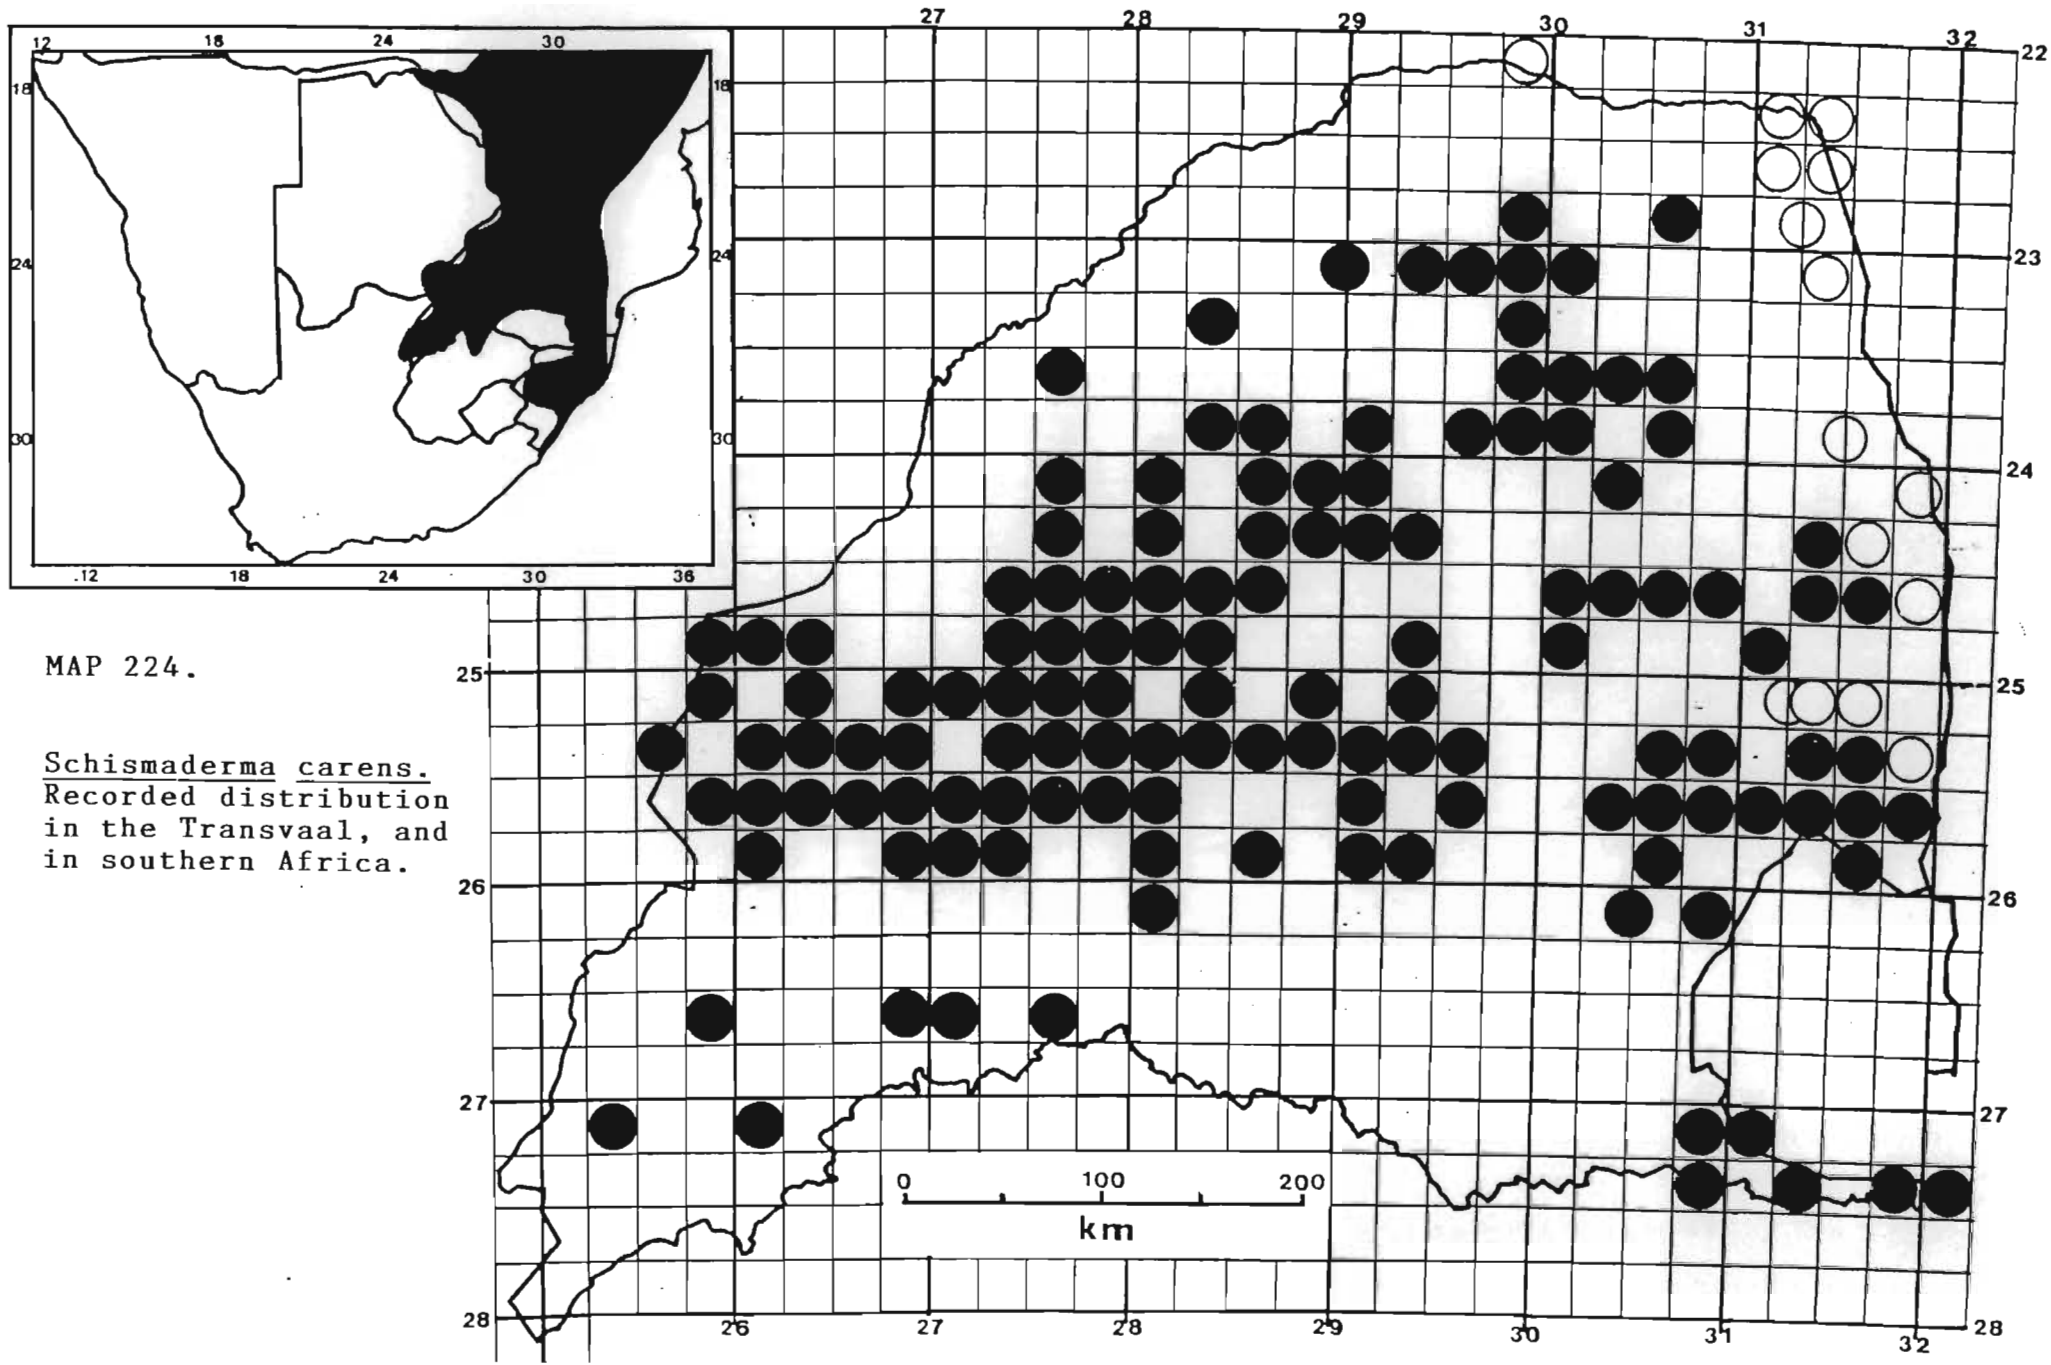 27 28 29 30 31 32
22
12 18 24 30
18 18
24 24
30 30
12 18 24 30 36
23
24
MAP 224.
25 25
Schismaderma carens.
Recorded distribution
in the Transvaal, and
in southern Africa.
26 26
27 27
0 100 200
km
28 28
26 27 28 29 30 31 32